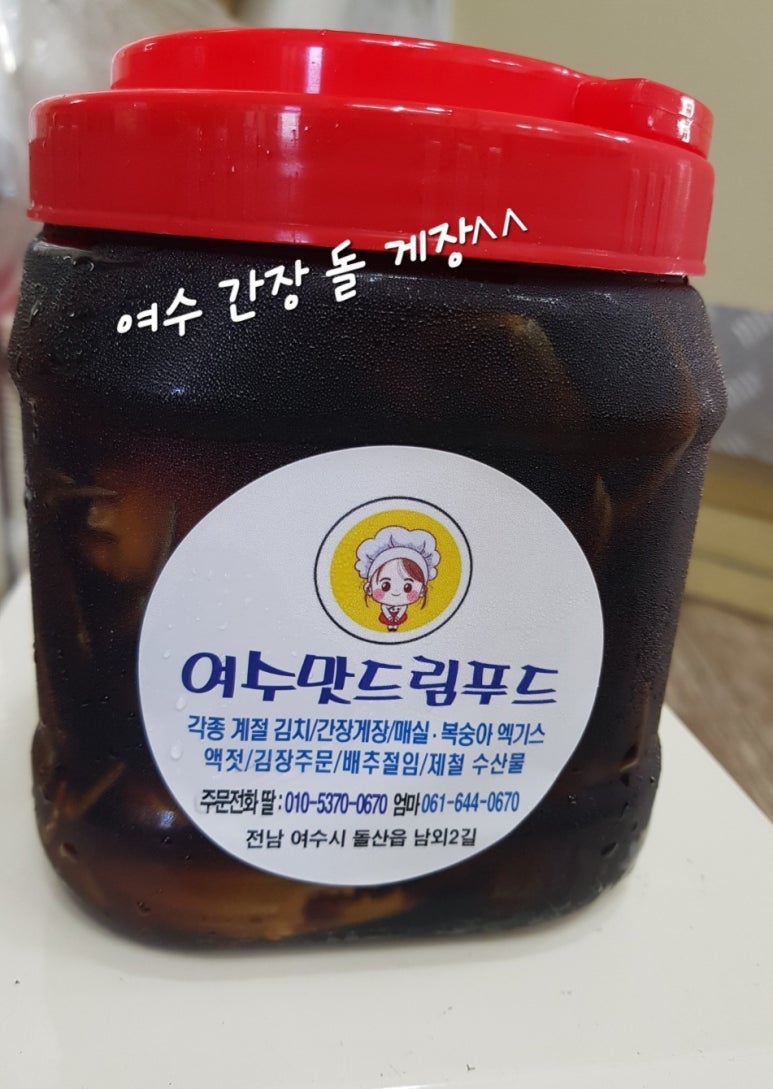 여수 간장 돌 게장^^
여수맛드림푸드
각종 계절 김치/간장게장/매실·복숭아 엑기스
액젓/김장주문/배추절임/제철 수산물
주문전화 딸:010-5370-0670 엄마061-644-0670
전남 여수시 돌산읍 남외2길